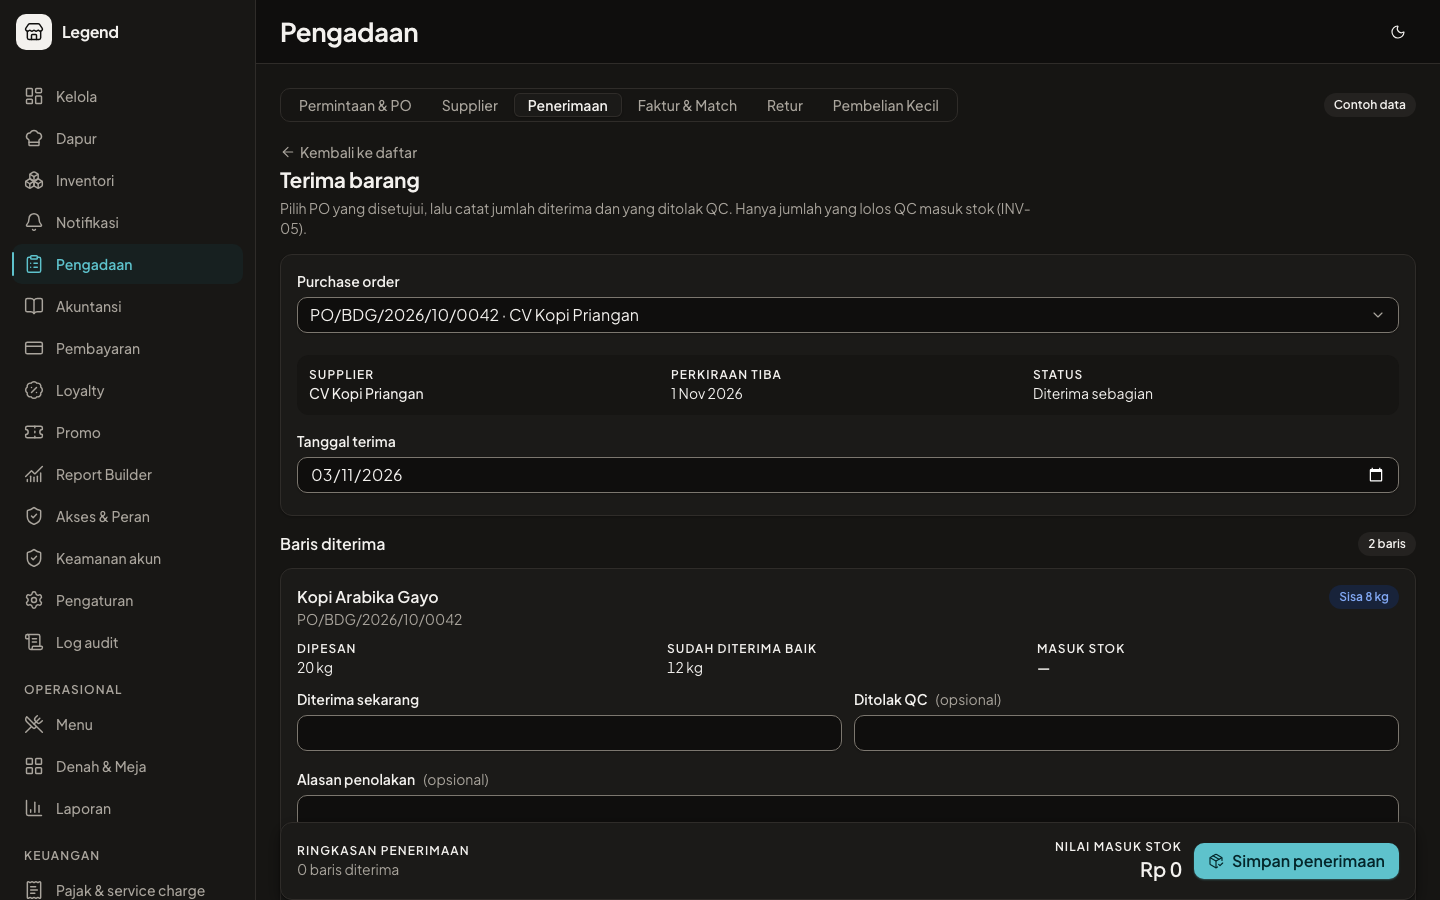 Legend
Kelola
Dapur
Inventori
Notifikasi
Pengadaan
Akuntansi
Pembayaran
Loyalty
Promo
Report Builder
Akses & Peran
Keamanan akun
Pengaturan
Log audit
OPERASIONAL
Menu
Denah & Meja
Laporan
KEUANGAN
Pajak & service charge
Pengadaan
Permintaan & PO
Supplier
Penerimaan
Faktur & Match
Retur
Pembelian Kecil
Contoh data
Kembali ke daftar
Terima barang
Pilih PO yang disetujui, lalu catat jumlah diterima dan yang ditolak QC. Hanya jumlah yang lolos QC masuk stok (INV-
05).
Purchase order
PO/BDG/2026/10/0042 · CV Kopi Priangan
SUPPLIER
CV Kopi Priangan
PERKIRAAN TIBA
1 Nov 2026
STATUS
Diterima sebagian
Tanggal terima
03/11/2026
Baris diterima
2 baris
Kopi Arabika Gayo
Sisa 8 kg
PO/BDG/2026/10/0042
DIPESAN
20 kg
SUDAH DITERIMA BAIK
12 kg
MASUK STOK
—
Diterima sekarang
Ditolak QC (opsional)
Alasan penolakan (opsional)
RINGKASAN PENERIMAAN
0 baris diterima
NILAI MASUK STOK
Rp 0
Simpan penerimaan